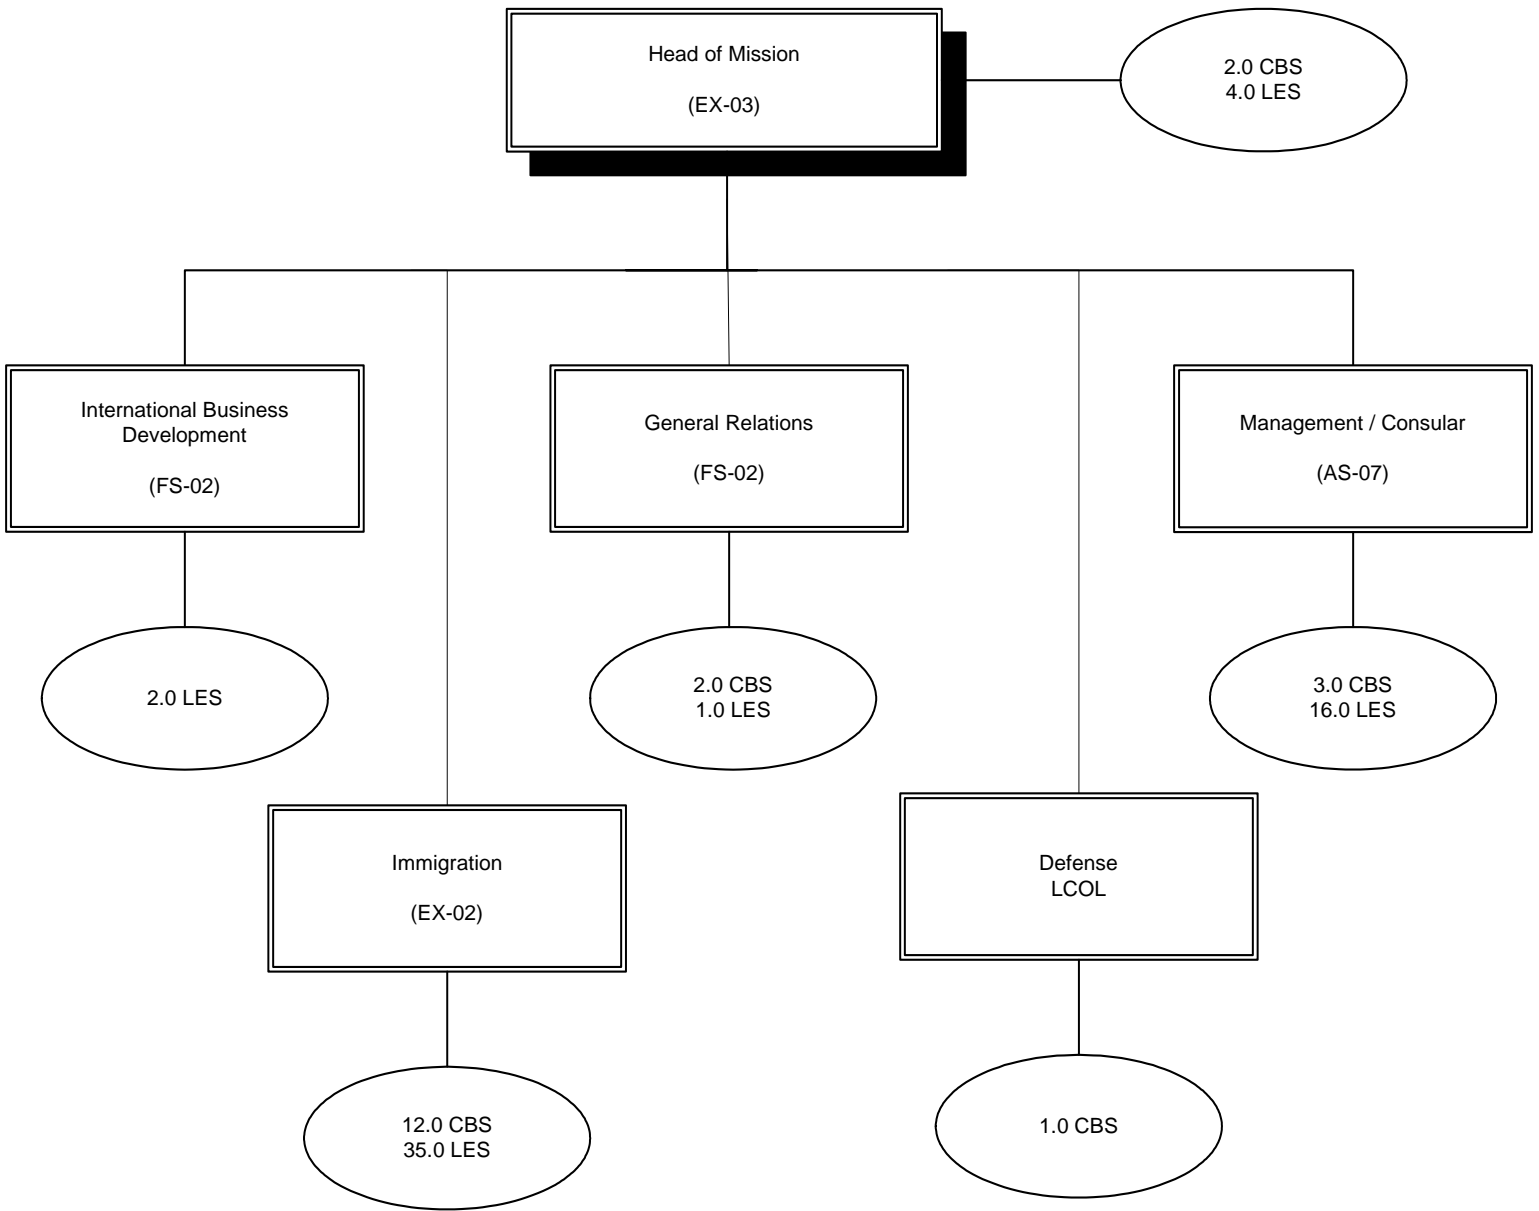 Head of Mission
(EX-03)
2.0 CBS
4.0 LES
International Business
Development
(FS-02)
General Relations
(FS-02)
Management / Consular
(AS-07)
2.0 LES
2.0 CBS
1.0 LES
3.0 CBS
16.0 LES
Immigration
(EX-02)
Defense
LCOL
12.0 CBS
35.0 LES
1.0 CBS